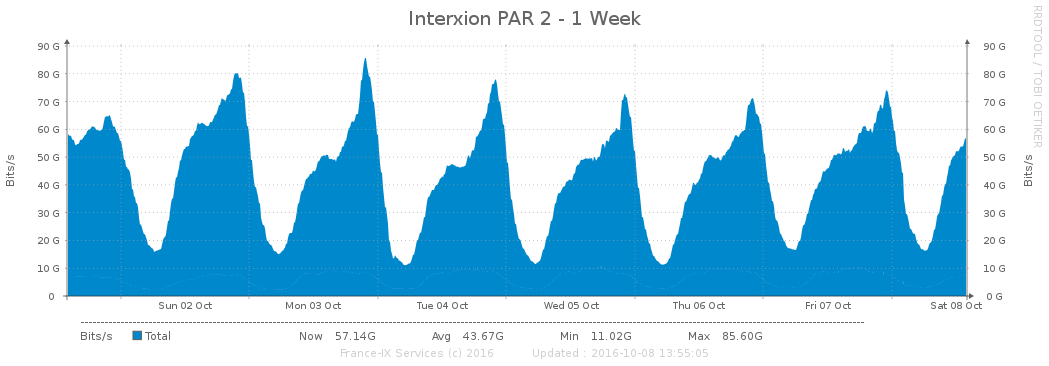 Interxion PAR 2 - 1 Week
RRDTOOL / TOBI OETIKER
90 G 90 G
80 G 80 G
70 G 70 G
60 G 60 G
50 G 50 G
40 G 40 G
30 G 30 G
20 G 20 G
10 G 10 G
0 0 G
Bits/s
Bits/s
Sun 02 Oct Mon 03 Oct Tue 04 Oct Wed 05 Oct Thu 06 Oct Fri 07 Oct Sat 08 Oct
Bits/s Total Now 57.14G Avg 43.67G Min 11.02G Max 85.60G
France-IX Services (c) 2016 Updated : 2016-10-08 13:55:05